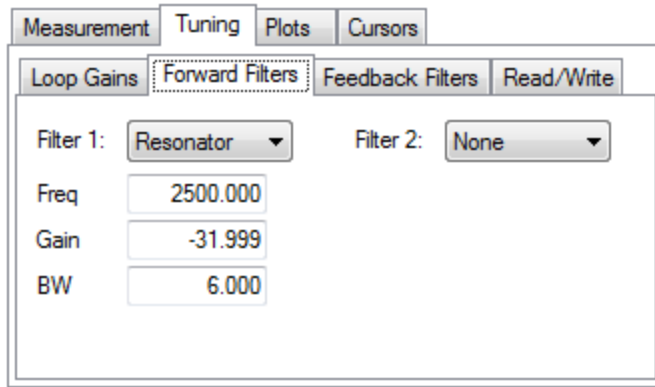 Measurement Tuning Plots Cursors
Loop Gains Forward Filters Feedback Filters Read/Write
Filter 1: Resonator Filter 2: None
Freq 2500.000
Gain -31.999
BW 6.000